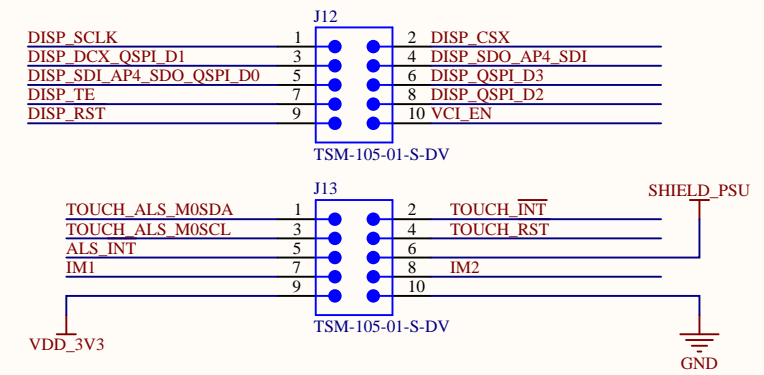 J12
DISP_SCLK 1 2 DISP_CSX
DISP_DCX_QSPI_D1 3 4 DISP_SDO_AP4_SDI
DISP_SDI_AP4_SDO_QSPI_D0 5 6 DISP_QSPI_D3
DISP_TE 7 8 DISP_QSPI_D2
DISP_RST 9 10 VCI_EN
TSM-105-01-S-DV
J13
SHIELD_PSU
TOUCH_ALS_M0SDA 1 2 TOUCH_INT
TOUCH_ALS_M0SCL 3 4 TOUCH_RST
ALS_INT 5 6
IM1 7 8 IM2
9 10
TSM-105-01-S-DV
VDD_3V3
GND